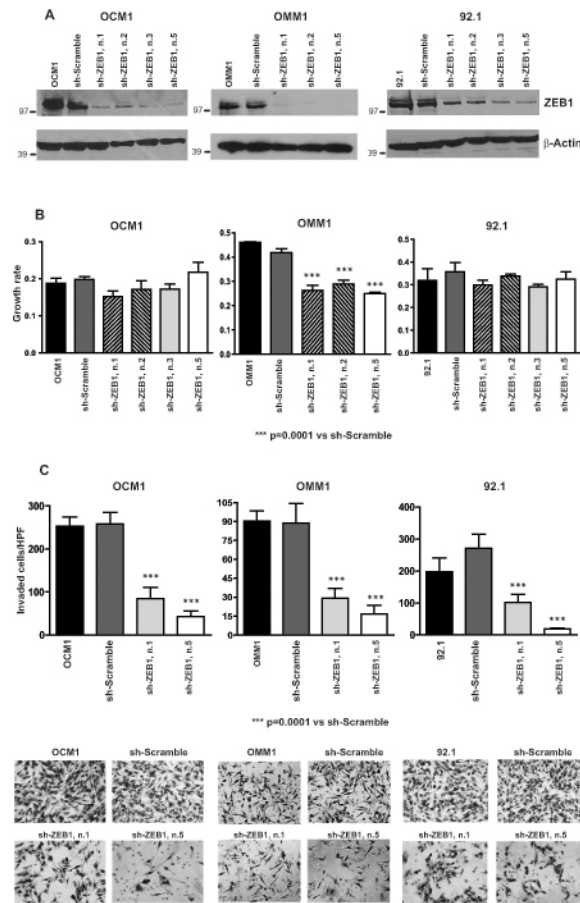 A
OCM1 OMM1 92.1
OCM1 sh-Scramble sh-ZEB1, n.1 sh-ZEB1, n.2 sh-ZEB1, n.3 sh-ZEB1, n.5
OMM1 sh-Scramble sh-ZEB1, n.1 sh-ZEB1, n.2 sh-ZEB1, n.5
92.1 sh-Scramble sh-ZEB1, n.1 sh-ZEB1, n.2 sh-ZEB1, n.3 sh-ZEB1, n.5
97 97 97 ZEB1
39 39 39 β-Actin
B
OCM1 OMM1 92.1
Growth rate
0.3 0.2 0.1 0.0
OCM1 sh-Scramble sh-ZEB1, n.1 sh-ZEB1, n.2 sh-ZEB1, n.3 sh-ZEB1, n.5
0.5 0.4 0.3 0.2 0.1 0.0
*** *** ***
OMM1 sh-Scramble sh-ZEB1, n.1 sh-ZEB1, n.2 sh-ZEB1, n.5
0.5 0.4 0.3 0.2 0.1 0.0
92.1 sh-Scramble sh-ZEB1, n.1 sh-ZEB1, n.2 sh-ZEB1, n.3 sh-ZEB1, n.5
*** p=0.0001 vs sh-Scramble
C
OCM1 OMM1 92.1
Invaded cells/HPF
300 200 100 0
*** ***
OCM1 sh-Scramble sh-ZEB1, n.1 sh-ZEB1, n.5
105 90 75 60 45 30 15 0
*** ***
OMM1 sh-Scramble sh-ZEB1, n.1 sh-ZEB1, n.5
400 300 200 100 0
*** ***
92.1 sh-Scramble sh-ZEB1, n.1 sh-ZEB1, n.5
*** p=0.0001 vs sh-Scramble
OCM1 sh-Scramble OMM1 sh-Scramble 92.1 sh-Scramble
sh-ZEB1, n.1 sh-ZEB1, n.5 sh-ZEB1, n.1 sh-ZEB1, n.5 sh-ZEB1, n.1 sh-ZEB1, n.5